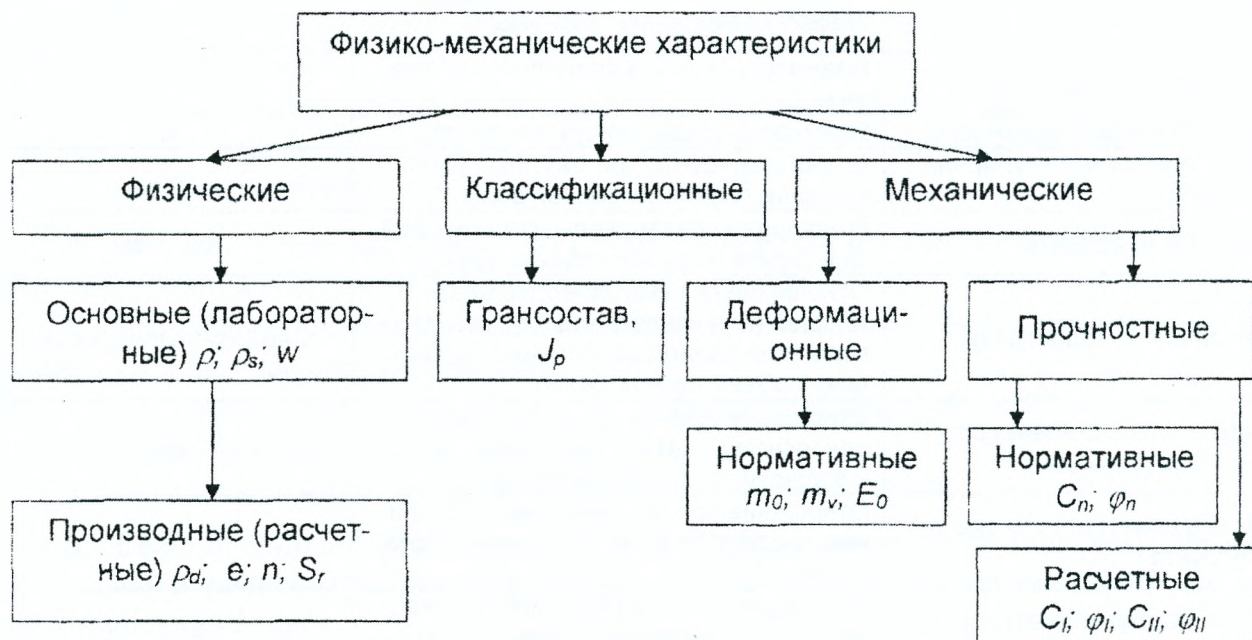 Физико-механические характеристики
Физические
Классификационные
Механические
Основные (лаборатор-
ные) ρ; ρs; w
Грансостав,
Jp
Деформаци-
онные
Прочностные
Нормативные
m0; mv; E0
Нормативные
Cn; φn
Производные (расчет-
ные) ρd; e; n; Sr
Расчетные
CI; φI; CII; φII